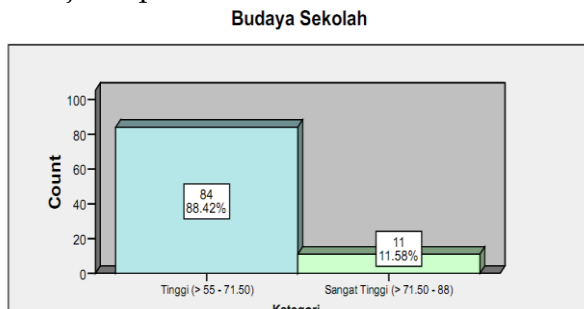 Budaya Sekolah
100
80
60
40
20
0
Count
84
88.42%
11
11.58%
Tinggi (> 55 - 71.50)
Sangat Tinggi (> 71.50 - 88)
Kategori